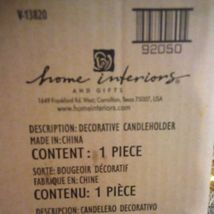 V-13820
92050
home interiors
AND GIFTS
1649 Frankford Rd. West, Carrollton, Texas 75007, USA
www.homeinteriors.com
DESCRIPTION: DECORATIVE CANDLEHOLDER
MADE IN: CHINA
CONTENT: 1 PIECE
SORTE: BOUGEOIR DÉCORATIF
FABRIQUÉ EN: CHINE
CONTENU: 1 PIÈCE
DESCRIPCIÓN: CANDELERO DECORATIVO